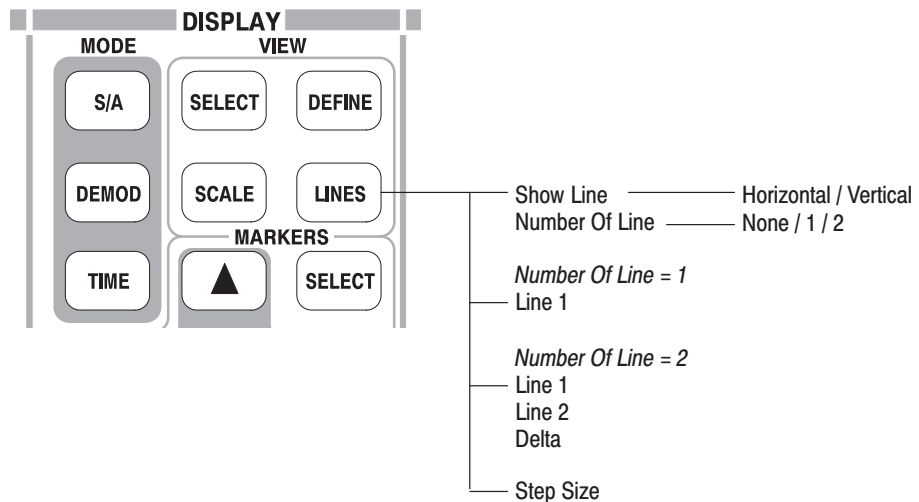 DISPLAY
MODE
VIEW
S/A
SELECT
DEFINE
DEMOD
SCALE
LINES
MARKERS
TIME
SELECT
Show Line Horizontal / Vertical
Number Of Line None / 1 / 2
Number Of Line = 1
Line 1
Number Of Line = 2
Line 1
Line 2
Delta
Step Size